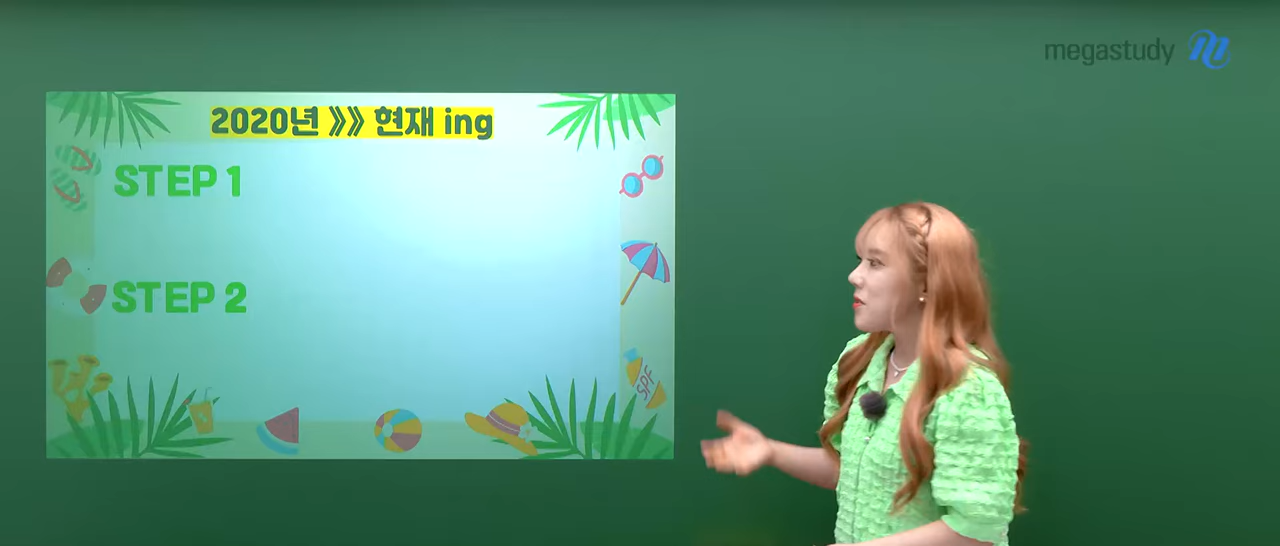 megastudy
2020년 》》 현재 ing
STEP 1
STEP 2
SPF